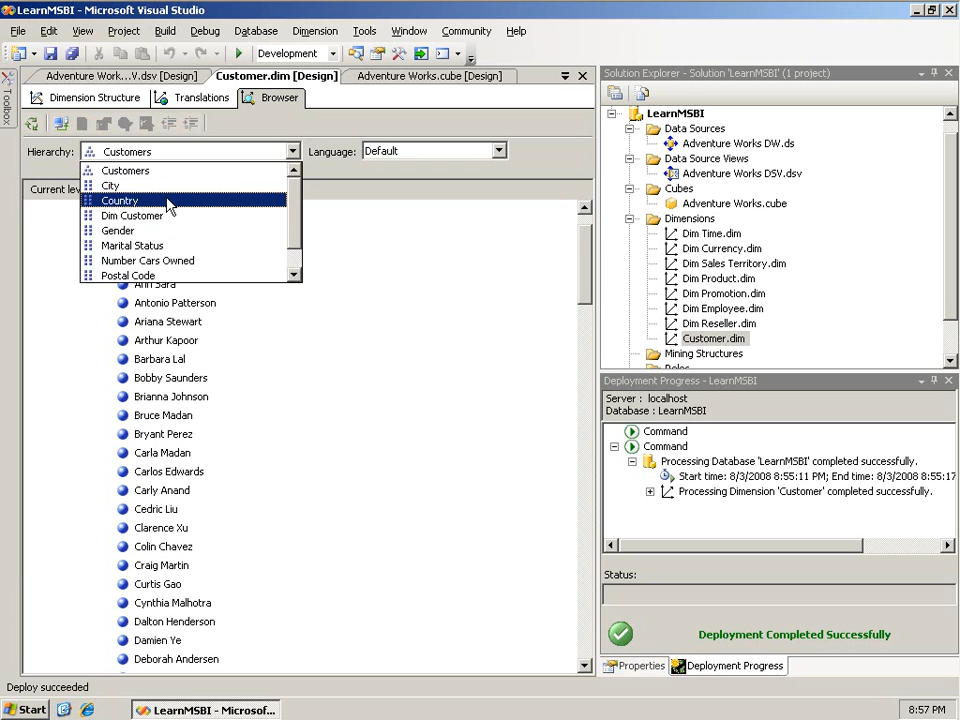 LearnMSBI - Microsoft Visual Studio
File Edit View Project Build Debug Database Dimension Tools Window Community Help
Development
Toolbox
Adventure Work...V.dsv [Design] Customer.dim [Design] Adventure Works.cube [Design]
Dimension Structure Translations Browser
Hierarchy: Customers Language: Default
Current lev
Customers
City
Country
Dim Customer
Gender
Marital Status
Number Cars Owned
Postal Code
Ann Sara
Antonio Patterson
Ariana Stewart
Arthur Kapoor
Barbara Lal
Bobby Saunders
Brianna Johnson
Bruce Madan
Bryant Perez
Carla Madan
Carlos Edwards
Carly Anand
Cedric Liu
Clarence Xu
Colin Chavez
Craig Martin
Curtis Gao
Cynthia Malhotra
Dalton Henderson
Damien Ye
Deborah Andersen
Solution Explorer - Solution 'LearnMSBI' (1 project)
LearnMSBI
Data Sources
Adventure Works DW.ds
Data Source Views
Adventure Works DSV.dsv
Cubes
Adventure Works.cube
Dimensions
Dim Time.dim
Dim Currency.dim
Dim Sales Territory.dim
Dim Product.dim
Dim Promotion.dim
Dim Employee.dim
Dim Reseller.dim
Customer.dim
Mining Structures
Roles
Deployment Progress - LearnMSBI
Server : localhost
Database : LearnMSBI
Command
Command
Processing Database 'LearnMSBI' completed successfully.
Start time: 8/3/2008 8:55:11 PM; End time: 8/3/2008 8:55:17
Processing Dimension 'Customer' completed successfully.
Status:
Deployment Completed Successfully
Properties Deployment Progress
Deploy succeeded
Start LearnMSBI - Microsof... 8:57 PM